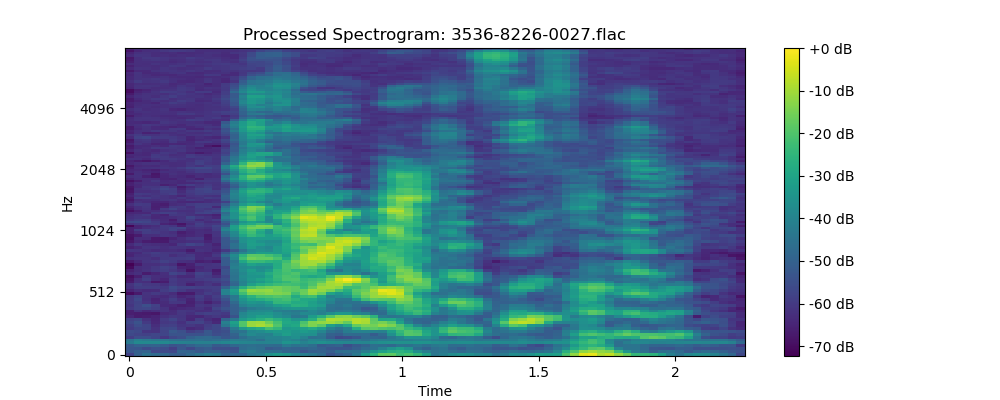 Processed Spectrogram: 3536-8226-0027.flac
+0 dB
4096
-10 dB
-20 dB
2048
-30 dB
Hz
1024
-40 dB
-50 dB
512
-60 dB
0
-70 dB
0 0.5 1 1.5 2
Time